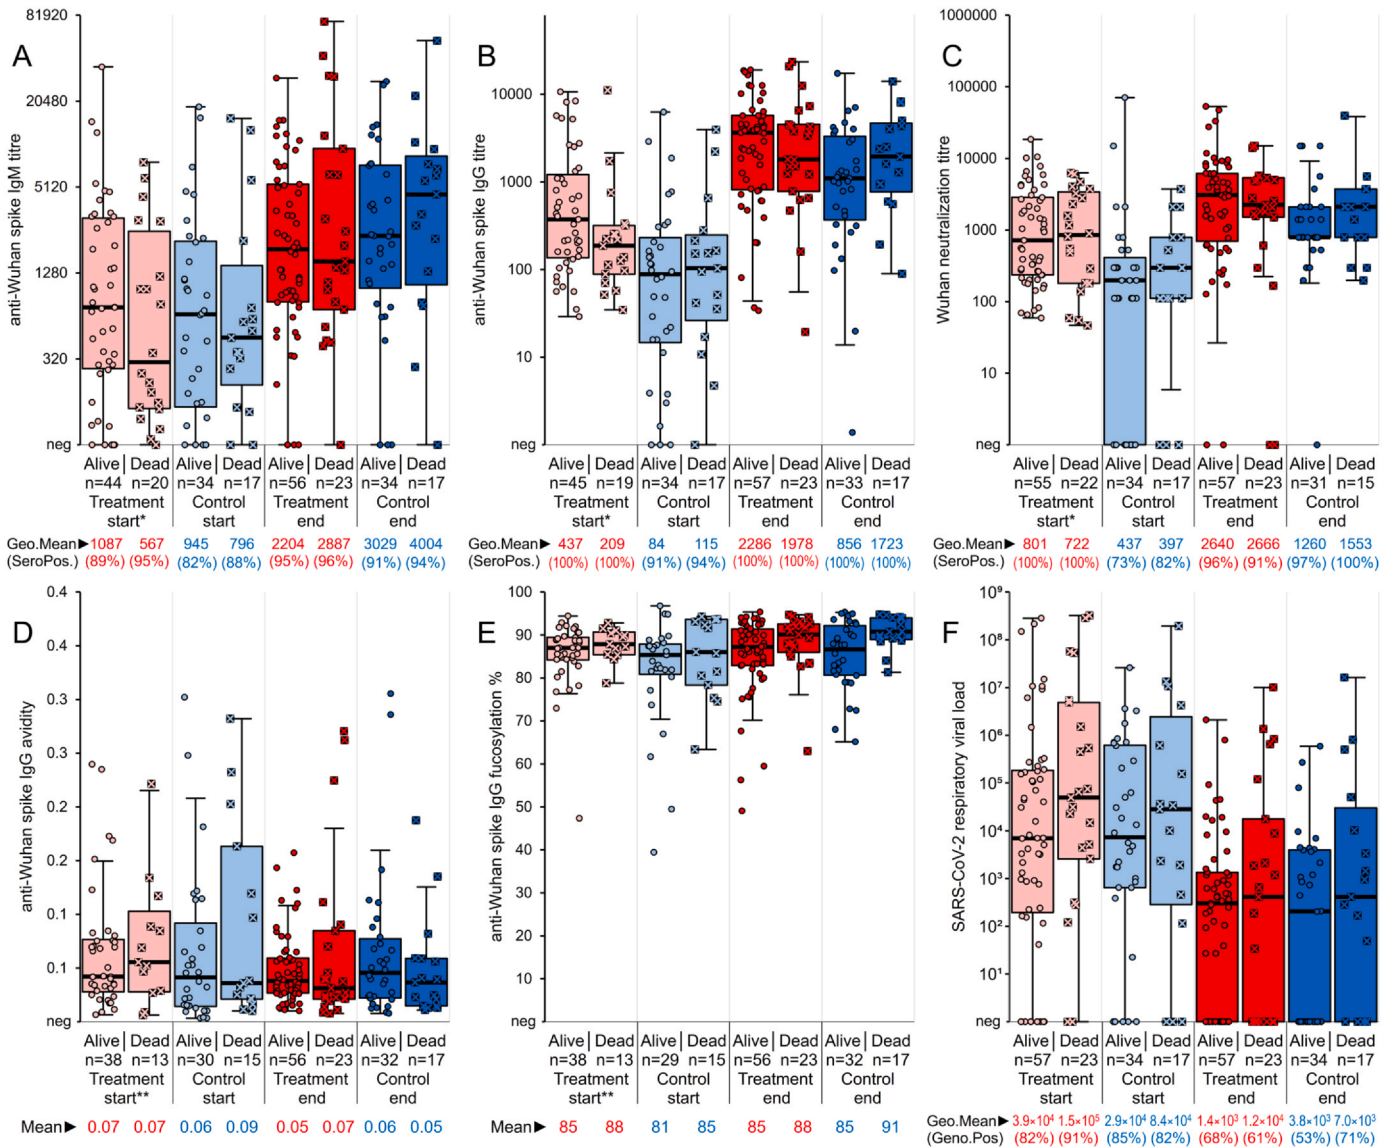 A
anti-Wuhan spike IgM titre
81920
20480
5120
1280
320
neg
Alive | Dead Alive | Dead Alive | Dead Alive | Dead
n=44 n=20 n=34 n=17 n=56 n=23 n=34 n=17
Treatment Control Treatment Control
start* start end end
Geo.Mean ▶ 1087 567 945 796 2204 2887 3029 4004
(SeroPos.) (89%) (95%) (82%) (88%) (95%) (96%) (91%) (94%)
B
anti-Wuhan spike IgG titre
10000
1000
100
10
neg
Alive | Dead Alive | Dead Alive | Dead Alive | Dead
n=45 n=19 n=34 n=17 n=57 n=23 n=33 n=17
Treatment Control Treatment Control
start* start end end
Geo.Mean ▶ 437 209 84 115 2286 1978 856 1723
(SeroPos.) (100%) (100%) (91%) (94%) (100%) (100%) (100%) (100%)
C
Wuhan neutralization titre
1000000
100000
10000
1000
100
10
neg
Alive | Dead Alive | Dead Alive | Dead Alive | Dead
n=55 n=22 n=34 n=17 n=57 n=23 n=31 n=15
Treatment Control Treatment Control
start* start end end
Geo.Mean ▶ 801 722 437 397 2640 2666 1260 1553
(SeroPos.) (100%) (100%) (73%) (82%) (96%) (91%) (97%) (100%)
D
anti-Wuhan spike IgG avidity
0.4
0.4
0.3
0.3
0.2
0.2
0.1
0.1
neg
Alive | Dead Alive | Dead Alive | Dead Alive | Dead
n=38 n=13 n=30 n=15 n=56 n=23 n=32 n=17
Treatment Control Treatment Control
start** start end end
Mean ▶ 0.07 0.07 0.06 0.09 0.05 0.07 0.06 0.05
E
anti-Wuhan spike IgG fucosylation %
100
90
80
70
60
50
40
30
20
10
neg
Alive | Dead Alive | Dead Alive | Dead Alive | Dead
n=38 n=13 n=29 n=15 n=56 n=23 n=32 n=17
Treatment Control Treatment Control
start** start end end
Mean ▶ 85 88 81 85 85 88 85 91
F
SARS-CoV-2 respiratory viral load
10⁹
10⁸
10⁷
10⁶
10⁵
10⁴
10³
10²
10¹
neg
Alive | Dead Alive | Dead Alive | Dead Alive | Dead
n=57 n=23 n=34 n=17 n=57 n=23 n=34 n=17
Treatment Control Treatment Control
start start end end
Geo.Mean ▶ 3.9×10⁴ 1.5×10⁵ 2.9×10⁴ 8.4×10⁴ 1.4×10³ 1.2×10⁴ 3.8×10³ 7.0×10³
(Geno.Pos) (82%) (91%) (85%) (82%) (68%) (61%) (53%) (71%)